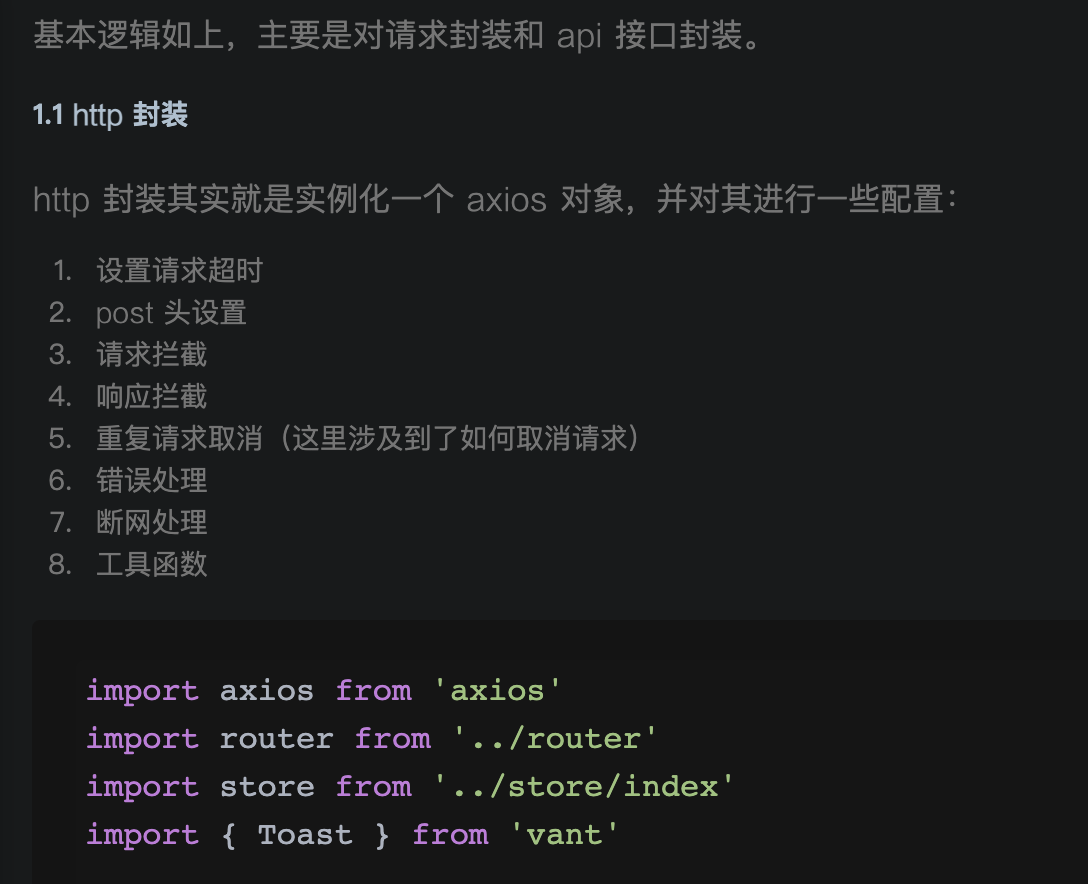 基本逻辑如上，主要是对请求封装和 api 接口封装。
1.1 http 封装
http 封装其实就是实例化一个 axios 对象，并对其进行一些配置：
1. 设置请求超时
2. post 头设置
3. 请求拦截
4. 响应拦截
5. 重复请求取消（这里涉及到了如何取消请求）
6. 错误处理
7. 断网处理
8. 工具函数
import axios from 'axios'
import router from '../router'
import store from '../store/index'
import { Toast } from 'vant'